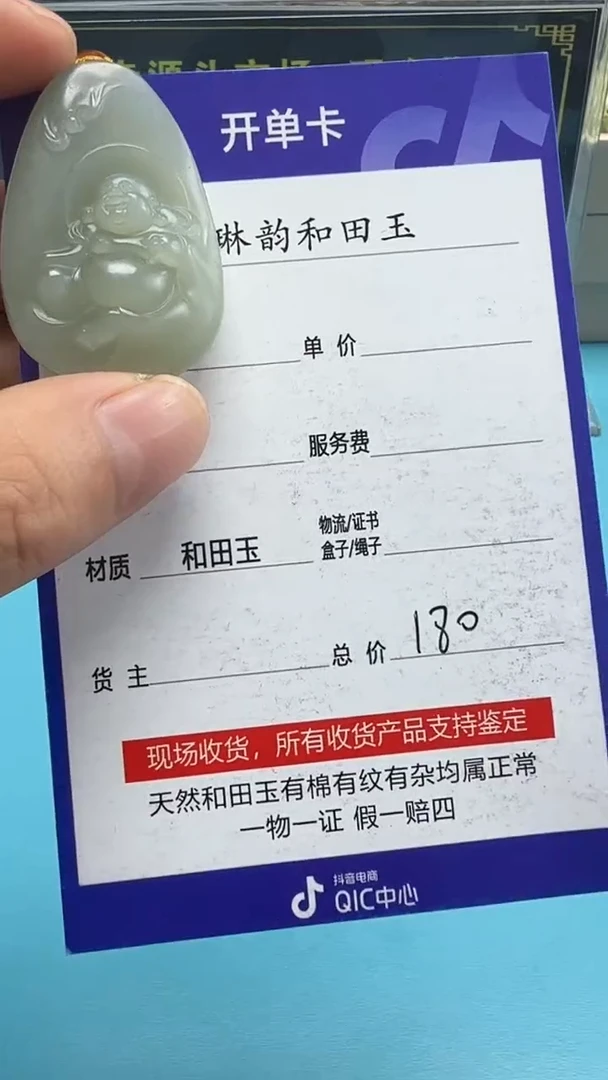 开单卡
琳韵和田玉
单价
服务费
材质 和田玉 物流/证书
盒子/绳子
货主 总价 180
现场收货，所有收货产品支持鉴定
天然和田玉有棉有纹有杂均属正常
一物一证 假一赔四
抖音电商
QIC中心